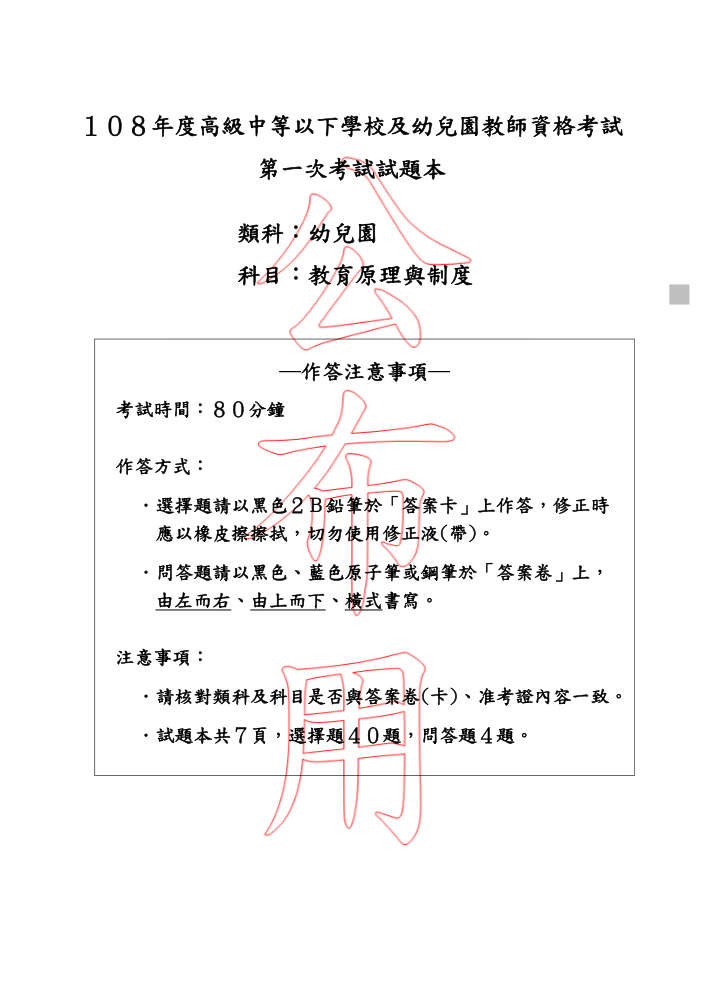 １０８年度高級中等以下學校及幼兒園教師資格考試
第一次考試試題本
類科：幼兒園
科目：教育原理與制度
—作答注意事項—
考試時間：８０分鐘
作答方式：
．選擇題請以黑色２Ｂ鉛筆於「答案卡」上作答，修正時
應以橡皮擦擦拭，切勿使用修正液(帶)。
．問答題請以黑色、藍色原子筆或鋼筆於「答案卷」上，
由左而右、由上而下、橫式書寫。
注意事項：
．請核對類科及科目是否與答案卷(卡)、准考證內容一致。
．試題本共７頁，選擇題４０題，問答題４題。
公布用